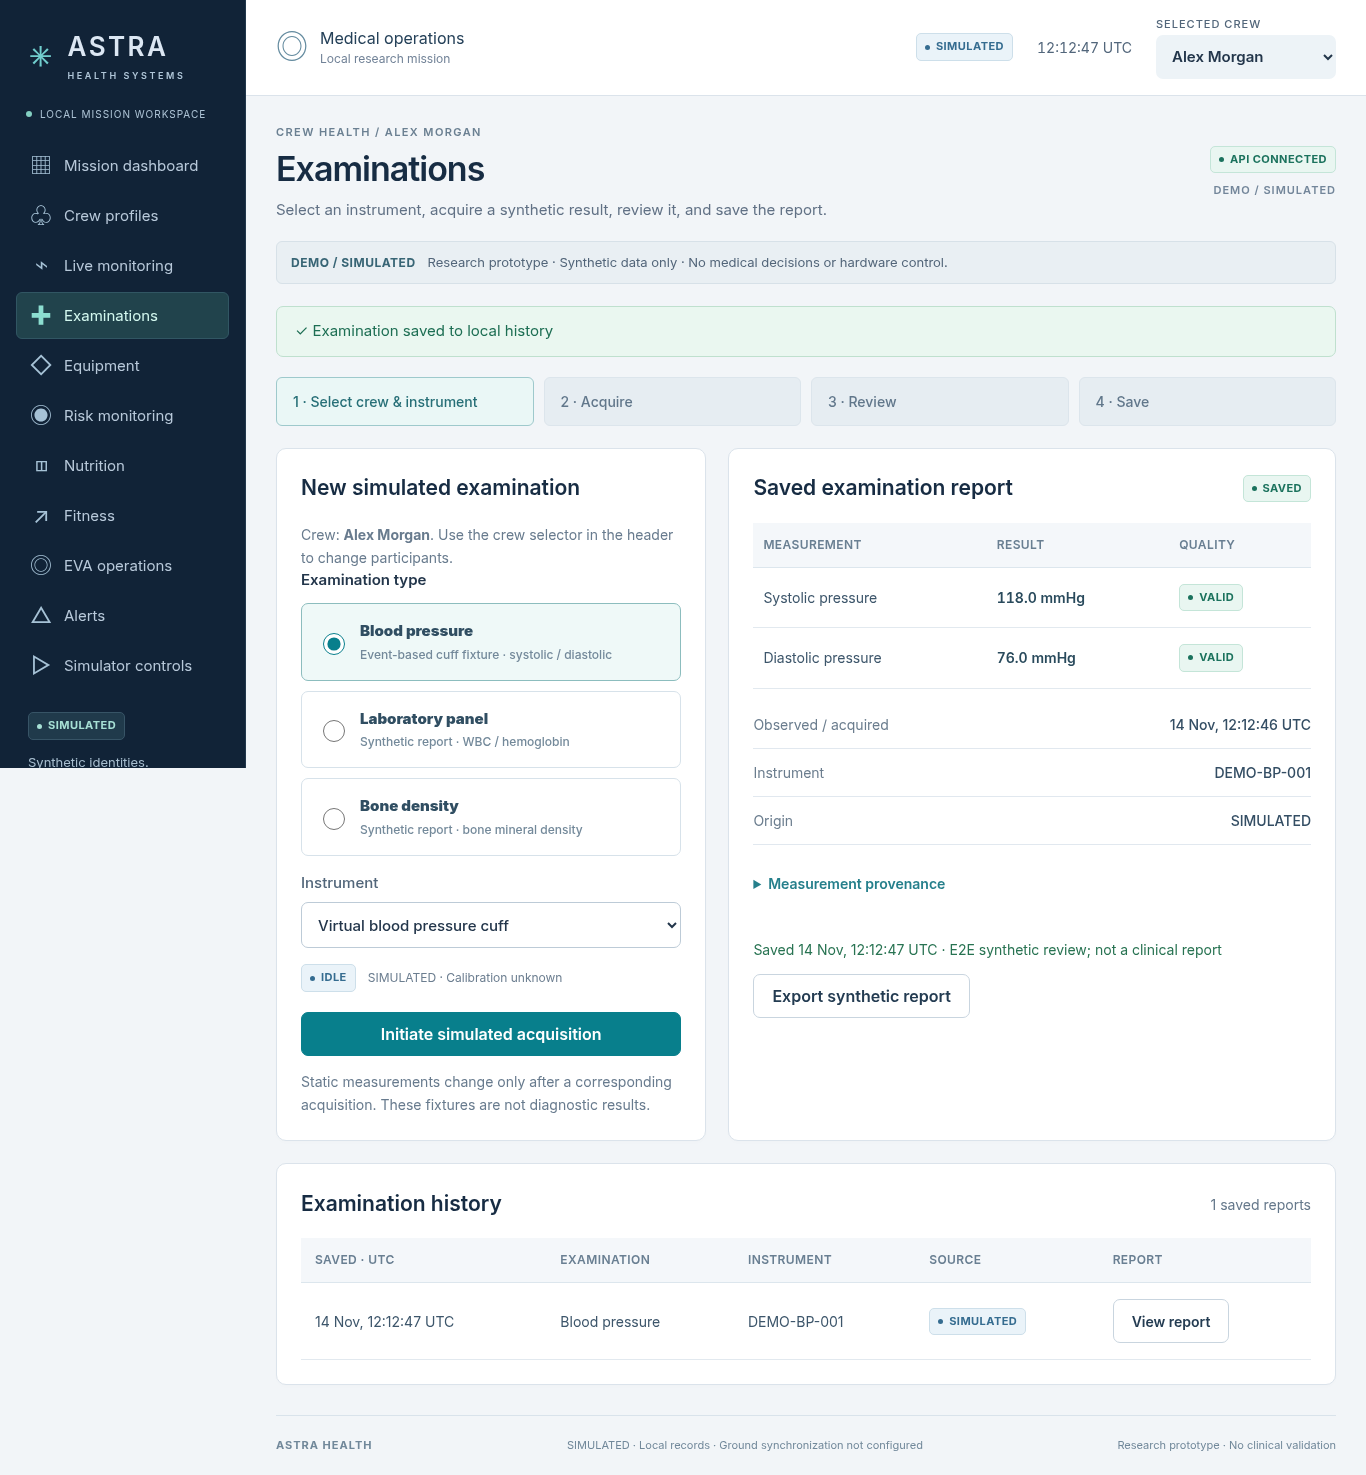 ASTRA
HEALTH SYSTEMS
LOCAL MISSION WORKSPACE
Mission dashboard
Crew profiles
Live monitoring
Examinations
Equipment
Risk monitoring
Nutrition
Fitness
EVA operations
Alerts
Simulator controls
SIMULATED
Synthetic identities.
Medical operations
Local research mission
SIMULATED
12:12:47 UTC
SELECTED CREW
Alex Morgan
CREW HEALTH / ALEX MORGAN
Examinations
Select an instrument, acquire a synthetic result, review it, and save the report.
API CONNECTED
DEMO / SIMULATED
DEMO / SIMULATED Research prototype · Synthetic data only · No medical decisions or hardware control.
✓ Examination saved to local history
1 · Select crew & instrument
2 · Acquire
3 · Review
4 · Save
New simulated examination
Crew: Alex Morgan. Use the crew selector in the header
to change participants.
Examination type
Blood pressure
Event-based cuff fixture · systolic / diastolic
Laboratory panel
Synthetic report · WBC / hemoglobin
Bone density
Synthetic report · bone mineral density
Instrument
Virtual blood pressure cuff
IDLE SIMULATED · Calibration unknown
Initiate simulated acquisition
Static measurements change only after a corresponding
acquisition. These fixtures are not diagnostic results.
Saved examination report
SAVED
MEASUREMENT RESULT QUALITY
Systolic pressure 118.0 mmHg VALID
Diastolic pressure 76.0 mmHg VALID
Observed / acquired 14 Nov, 12:12:46 UTC
Instrument DEMO-BP-001
Origin SIMULATED
Measurement provenance
Saved 14 Nov, 12:12:47 UTC · E2E synthetic review; not a clinical report
Export synthetic report
Examination history
1 saved reports
SAVED · UTC EXAMINATION INSTRUMENT SOURCE REPORT
14 Nov, 12:12:47 UTC Blood pressure DEMO-BP-001 SIMULATED View report
ASTRA HEALTH
SIMULATED · Local records · Ground synchronization not configured
Research prototype · No clinical validation